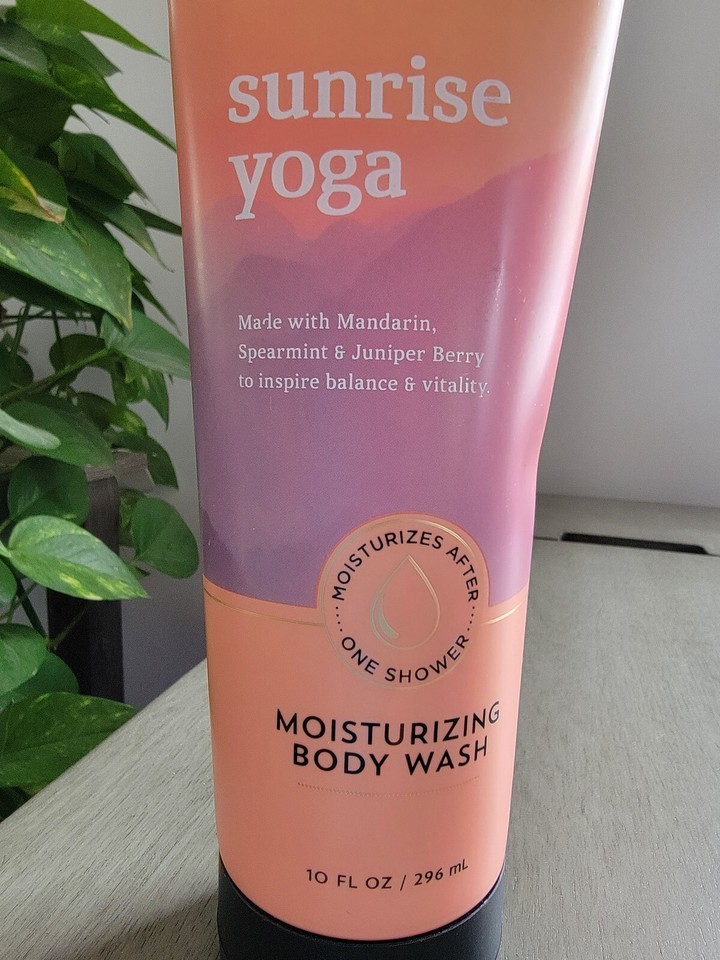 sunrise
yoga
Made with Mandarin,
Spearmint & Juniper Berry
to inspire balance & vitality.
MOISTURIZES AFTER
ONE SHOWER
MOISTURIZING
BODY WASH
10 FL OZ / 296 mL